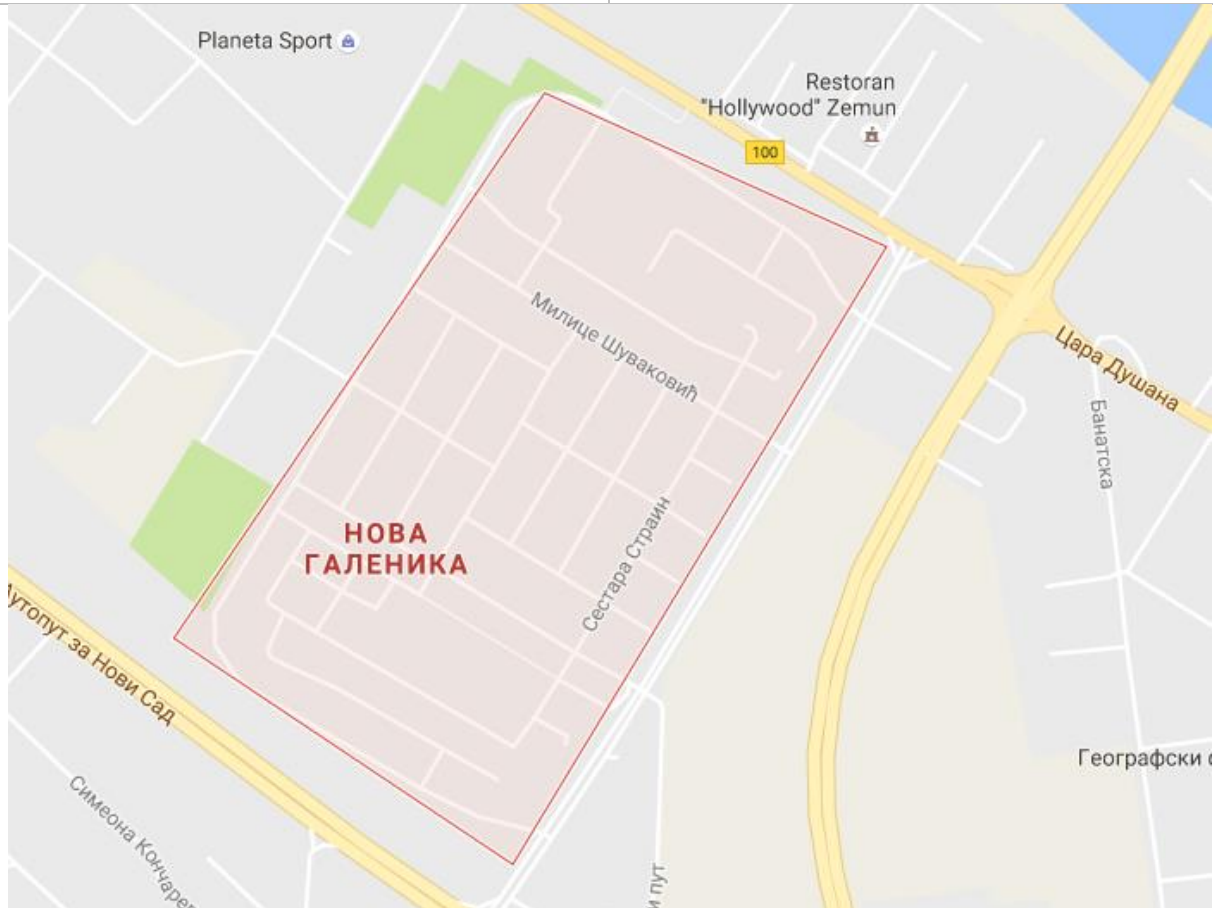 Planeta Sport
Restoran
"Hollywood" Zemun
100
Милице Шуваковић
Цара Душана
Банатска
НОВА
ГАЛЕНИКА
Сестара Страин
Аутопут за Нови Сад
Симеона
Географски
пут